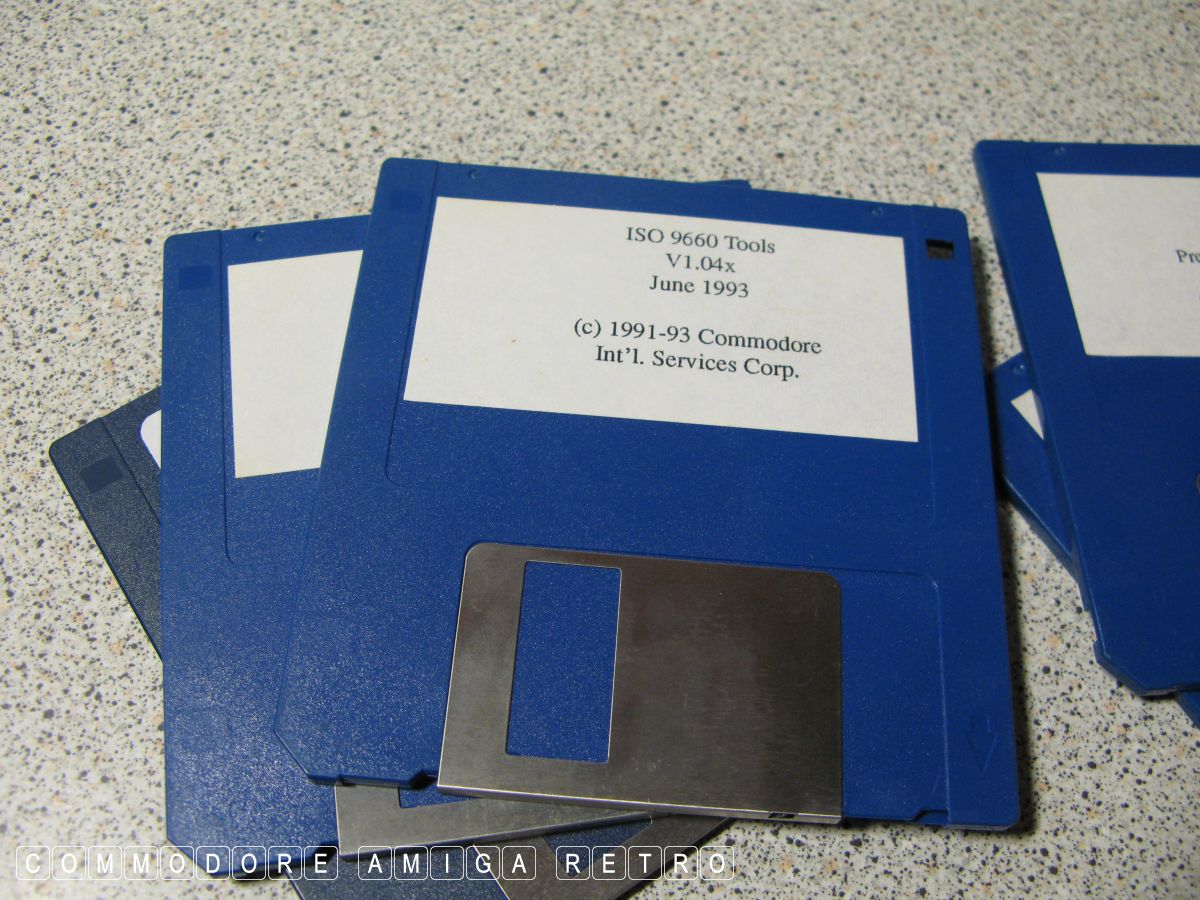 ISO 9660 Tools
V1.04x
June 1993
(c) 1991-93 Commodore
Int'l. Services Corp.
COMMODORE AMIGA RETRO